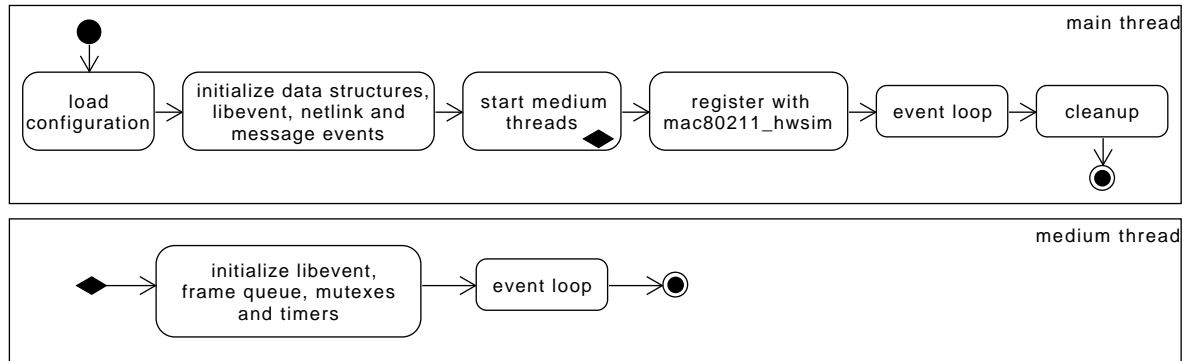 main thread
load
configuration
initialize data structures,
libevent, netlink and
message events
start medium
threads
register with
mac80211_hwsim
event loop
cleanup
medium thread
initialize libevent,
frame queue, mutexes
and timers
event loop